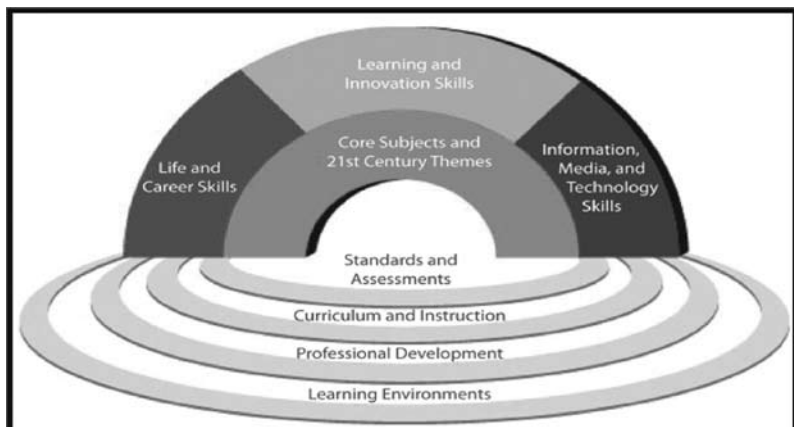 Learning and
Innovation Skills
Core Subjects and
21st Century Themes
Life and
Career Skills
Information,
Media, and
Technology
Skills
Standards and
Assessments
Curriculum and Instruction
Professional Development
Learning Environments